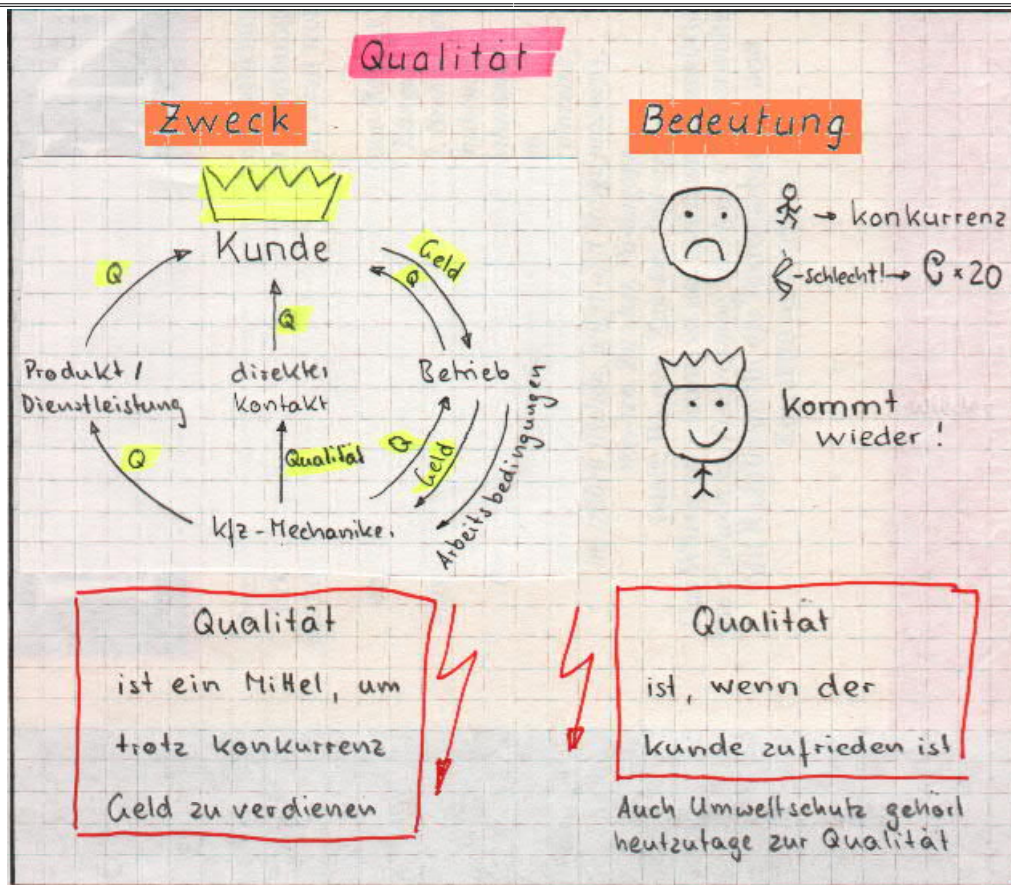 Qualität
Zweck
Kunde
Q
Q
Geld
Q
Produkt /
Dienstleistung
direkter
Kontakt
Betrieb
Q
Qualität
Q
Geld
Arbeitsbedingungen
Kfz-Mechaniker
Qualität
ist ein Mittel, um
trotz Konkurrenz
Geld zu verdienen
Bedeutung
→ Konkurrenz
-schlecht! → × 20
kommt
wieder!
Qualität
ist, wenn der
Kunde zufrieden ist
Auch Umweltschutz gehört
heutzutage zur Qualität